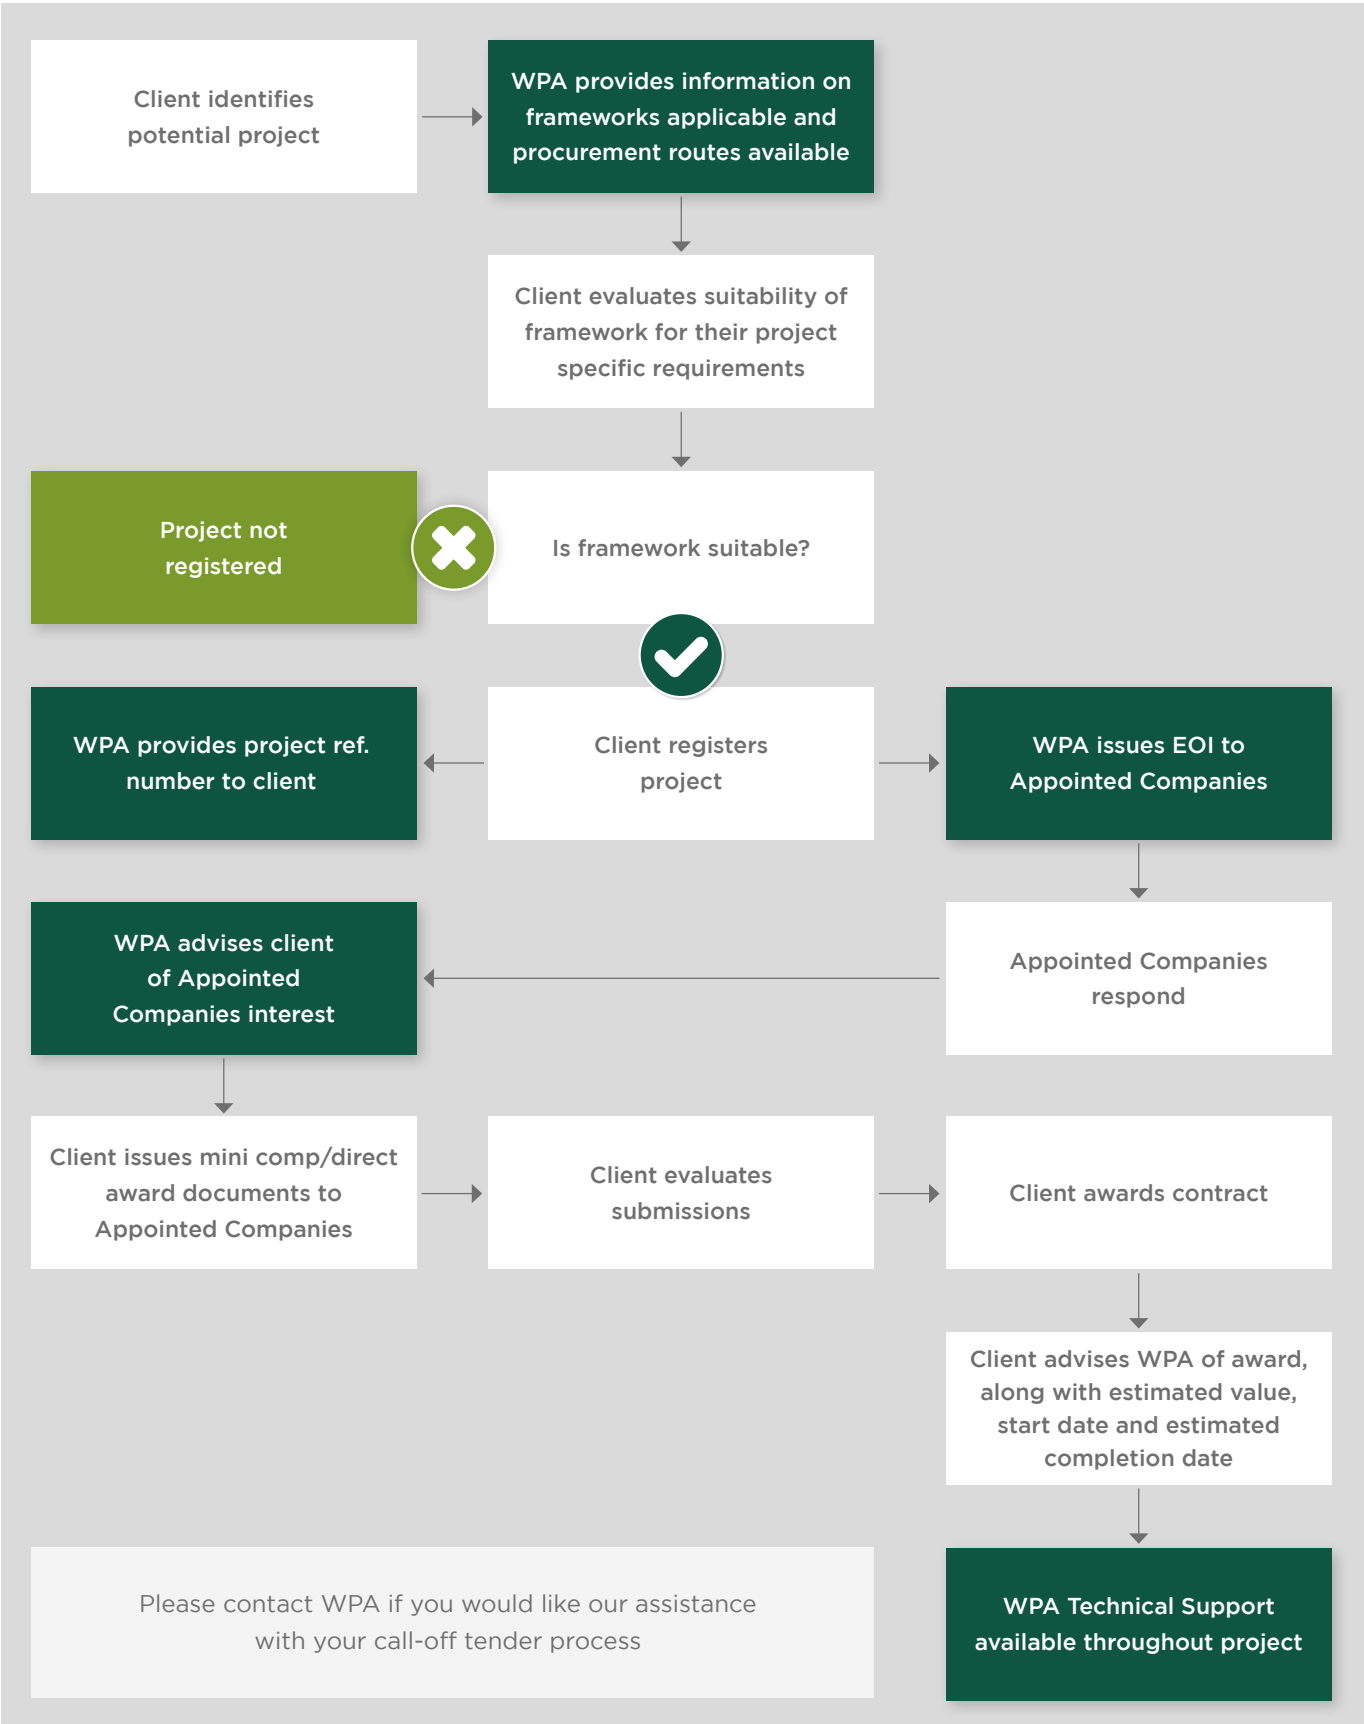 Client identifies
potential project
WPA provides information on
frameworks applicable and
procurement routes available
Client evaluates suitability of
framework for their project
specific requirements
Project not
registered
Is framework suitable?
WPA provides project ref.
number to client
Client registers
project
WPA issues EOI to
Appointed Companies
WPA advises client
of Appointed
Companies interest
Appointed Companies
respond
Client issues mini comp/direct
award documents to
Appointed Companies
Client evaluates
submissions
Client awards contract
Client advises WPA of award,
along with estimated value,
start date and estimated
completion date
Please contact WPA if you would like our assistance
with your call-off tender process
WPA Technical Support
available throughout project